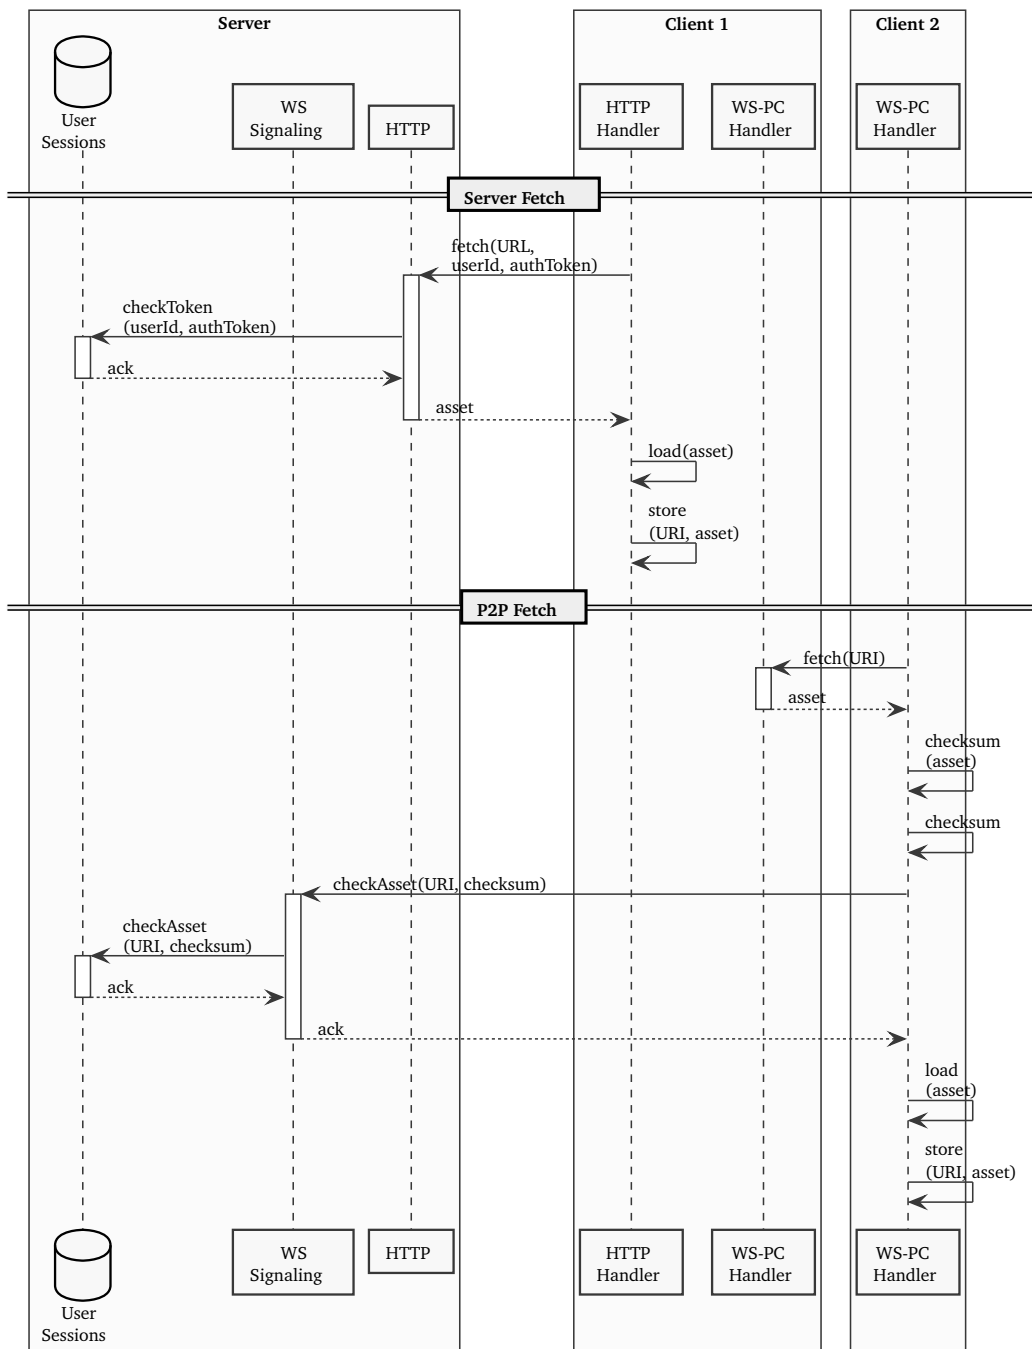 Server
Client 1
Client 2
User
Sessions
WS
Signaling
HTTP
HTTP
Handler
WS-PC
Handler
WS-PC
Handler
Server Fetch
fetch(URL,
userId, authToken)
checkToken
(userId, authToken)
ack
asset
load(asset)
store
(URI, asset)
P2P Fetch
fetch(URI)
asset
checksum
(asset)
checksum
checkAsset(URI, checksum)
checkAsset
(URI, checksum)
ack
ack
load
(asset)
store
(URI, asset)
User
Sessions
WS
Signaling
HTTP
HTTP
Handler
WS-PC
Handler
WS-PC
Handler